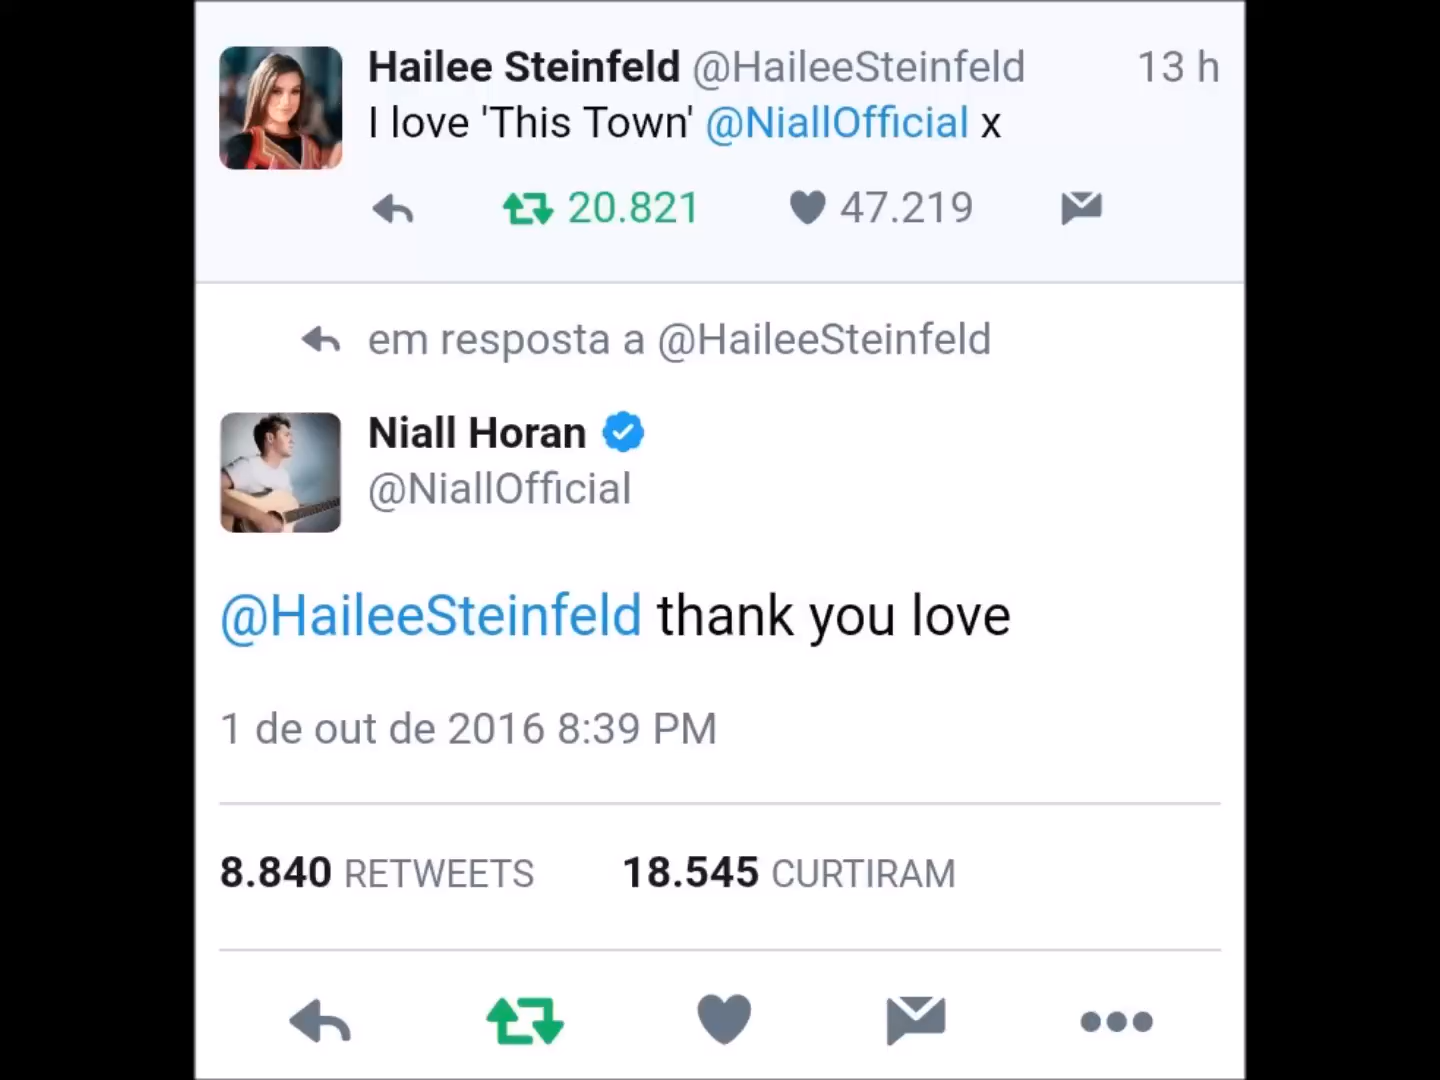 Hailee Steinfeld @HaileeSteinfeld 13 h
I love 'This Town' @NiallOfficial x
20.821 47.219
em resposta a @HaileeSteinfeld
Niall Horan
@NiallOfficial
@HaileeSteinfeld thank you love
1 de out de 2016 8:39 PM
8.840 RETWEETS 18.545 CURTIRAM